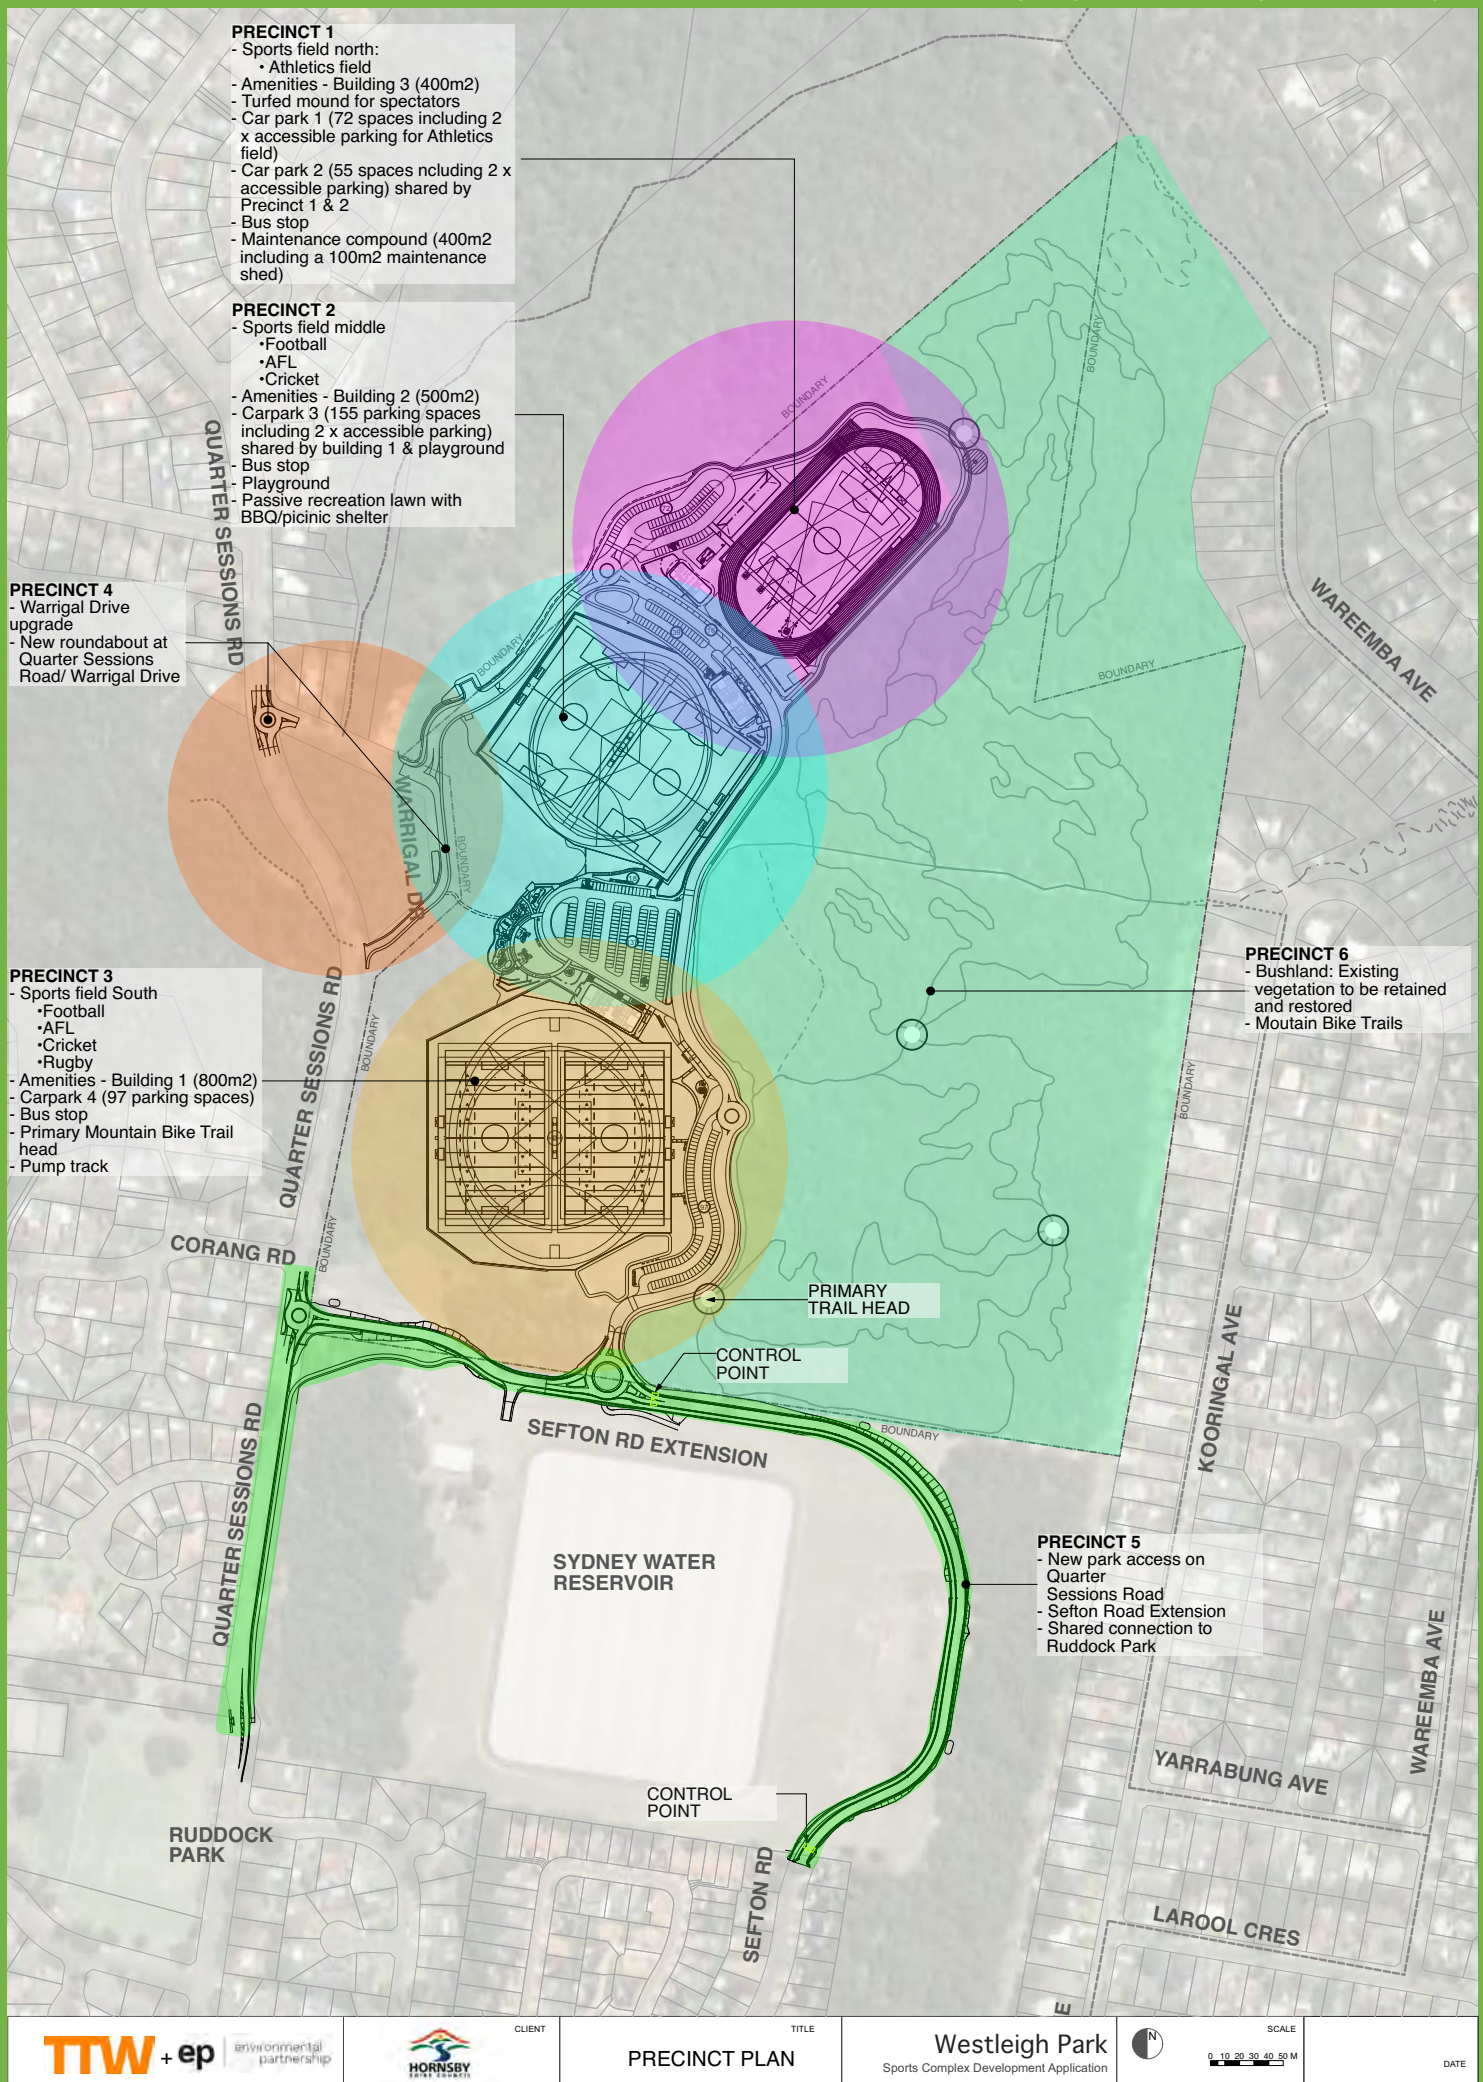 PRECINCT 1
- Sports field north:
• Athletics field
- Amenities - Building 3 (400m2)
- Turfed mound for spectators
- Car park 1 (72 spaces including 2
x accessible parking for Athletics
field)
- Car park 2 (55 spaces ncluding 2 x
accessible parking) shared by
Precinct 1 & 2
- Bus stop
- Maintenance compound (400m2
including a 100m2 maintenance
shed)
PRECINCT 2
- Sports field middle
•Football
•AFL
•Cricket
- Amenities - Building 2 (500m2)
- Carpark 3 (155 parking spaces
including 2 x accessible parking)
shared by building 1 & playground
- Bus stop
- Playground
- Passive recreation lawn with
BBQ/picinic shelter
PRECINCT 4
- Warrigal Drive
upgrade
- New roundabout at
Quarter Sessions
Road/ Warrigal Drive
PRECINCT 3
- Sports field South
•Football
•AFL
•Cricket
•Rugby
- Amenities - Building 1 (800m2)
- Carpark 4 (97 parking spaces)
- Bus stop
- Primary Mountain Bike Trail
head
- Pump track
PRECINCT 6
- Bushland: Existing
vegetation to be retained
and restored
- Moutain Bike Trails
PRECINCT 5
- New park access on
Quarter
Sessions Road
- Sefton Road Extension
- Shared connection to
Ruddock Park
QUARTER SESSIONS RD
WARRIGAL DR
QUARTER SESSIONS RD
CORANG RD
QUARTER SESSIONS RD
WAREEMBA AVE
BOUNDARY
BOUNDARY
BOUNDARY
BOUNDARY
BOUNDARY
BOUNDARY
BOUNDARY
BOUNDARY
BOUNDARY
PRIMARY
TRAIL HEAD
CONTROL
POINT
SEFTON RD EXTENSION
SYDNEY WATER
RESERVOIR
CONTROL
POINT
RUDDOCK
PARK
SEFTON RD
KOORINGAL AVE
WAREEMBA AVE
YARRABUNG AVE
LAROOL CRES
E
TTW + ep
environmental
partnership
HORNSBY
SHIRE COUNCIL
CLIENT
TITLE
PRECINCT PLAN
Westleigh Park
Sports Complex Development Application
N
SCALE
0 10 20 30 40 50 M
DATE